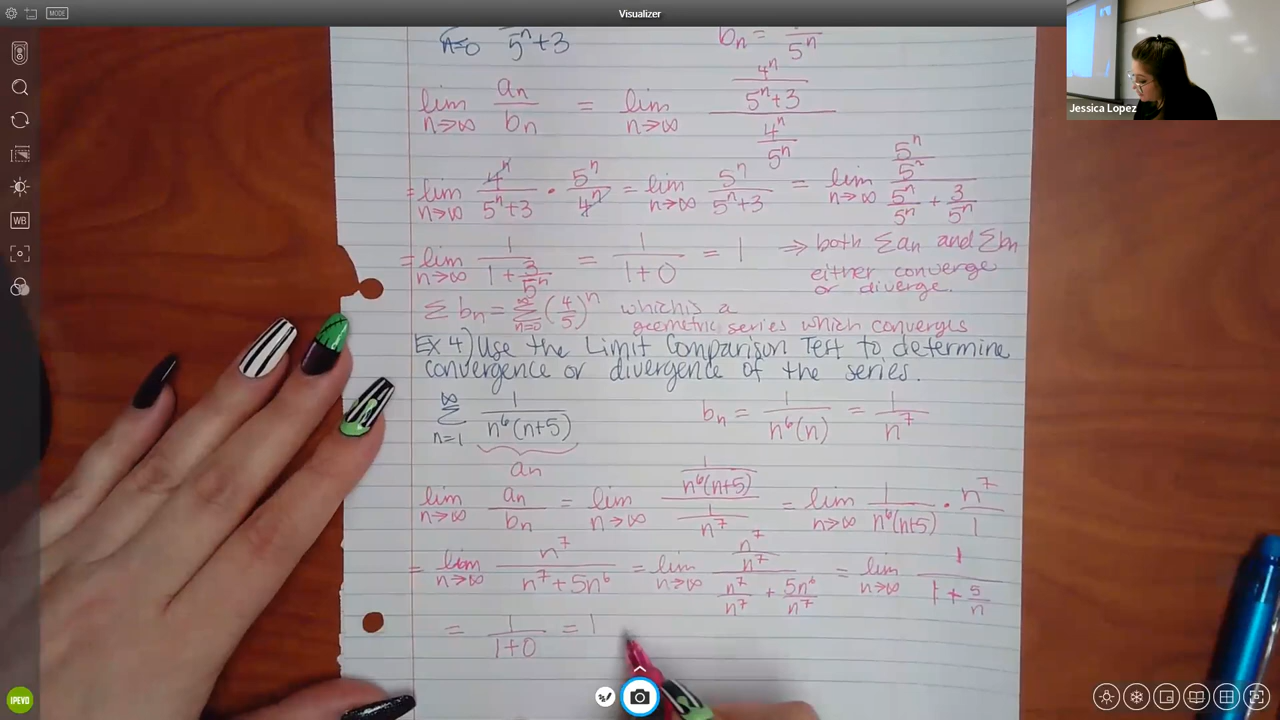 MODE
Visualizer
WB
Jessica Lopez
n=0 5^n+3 b_n = 5^n
lim n→∞ a_n/b_n = lim n→∞ (4^n/(5^n+3))/(4^n/5^n)
= lim n→∞ 4^n/(5^n+3) · 5^n/4^n = lim n→∞ 5^n/(5^n+3) = lim n→∞ (5^n/5^n)/(5^n/5^n + 3/5^n)
= lim n→∞ 1/(1+3/5^n) = 1/(1+0) = 1 ⇒ both Σa_n and Σb_n
either converge
or diverge.
Σ b_n = Σ n=0 ∞ (4/5)^n which is a
geometric series which converges
Ex 4) Use the Limit Comparison Test to determine
convergence or divergence of the series.
∞ Σ n=1 1/(n^6(n+5)) b_n = 1/(n^6(n)) = 1/n^7
a_n
lim n→∞ a_n/b_n = lim n→∞ (1/(n^6(n+5)))/(1/n^7) = lim n→∞ 1/(n^6(n+5)) · n^7/1
= lim n→∞ n^7/(n^7+5n^6) = lim n→∞ (n^7/n^7)/(n^7/n^7 + 5n^6/n^7) = lim n→∞ 1/(1+5/n)
= 1/(1+0) = 1
IPEVO